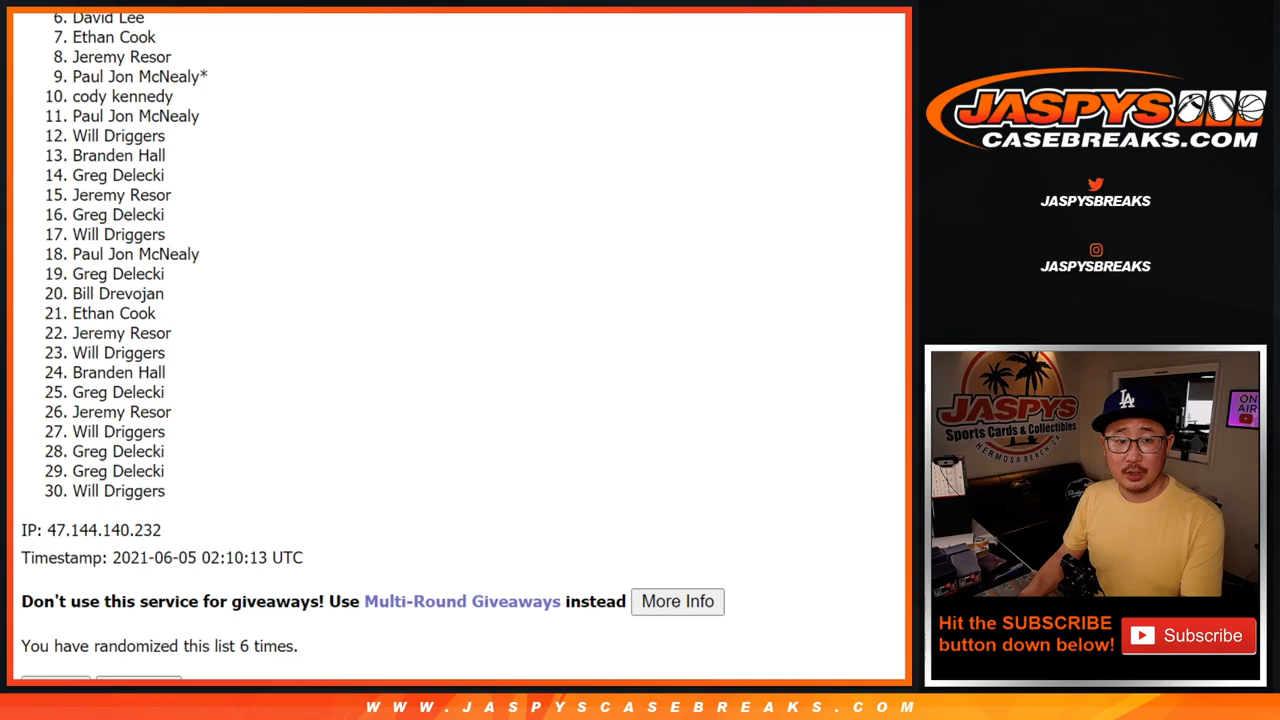 6. David Lee
7. Ethan Cook
8. Jeremy Resor
9. Paul Jon McNealy*
10. cody kennedy
11. Paul Jon McNealy
12. Will Driggers
13. Branden Hall
14. Greg Delecki
15. Jeremy Resor
16. Greg Delecki
17. Will Driggers
18. Paul Jon McNealy
19. Greg Delecki
20. Bill Drevojan
21. Ethan Cook
22. Jeremy Resor
23. Will Driggers
24. Branden Hall
25. Greg Delecki
26. Jeremy Resor
27. Will Driggers
28. Greg Delecki
29. Greg Delecki
30. Will Driggers
IP: 47.144.140.232
Timestamp: 2021-06-05 02:10:13 UTC
Don't use this service for giveaways! Use Multi-Round Giveaways instead More Info
You have randomized this list 6 times.
JASPYS
CASEBREAKS.COM
JASPYSBREAKS
JASPYSBREAKS
JASPYS
Sports Cards & Collectibles
HERMOSA BEACH CA
LA
ON
AIR
Hit the SUBSCRIBE
button down below!
Subscribe
WWW.JASPYSCASEBREAKS.COM